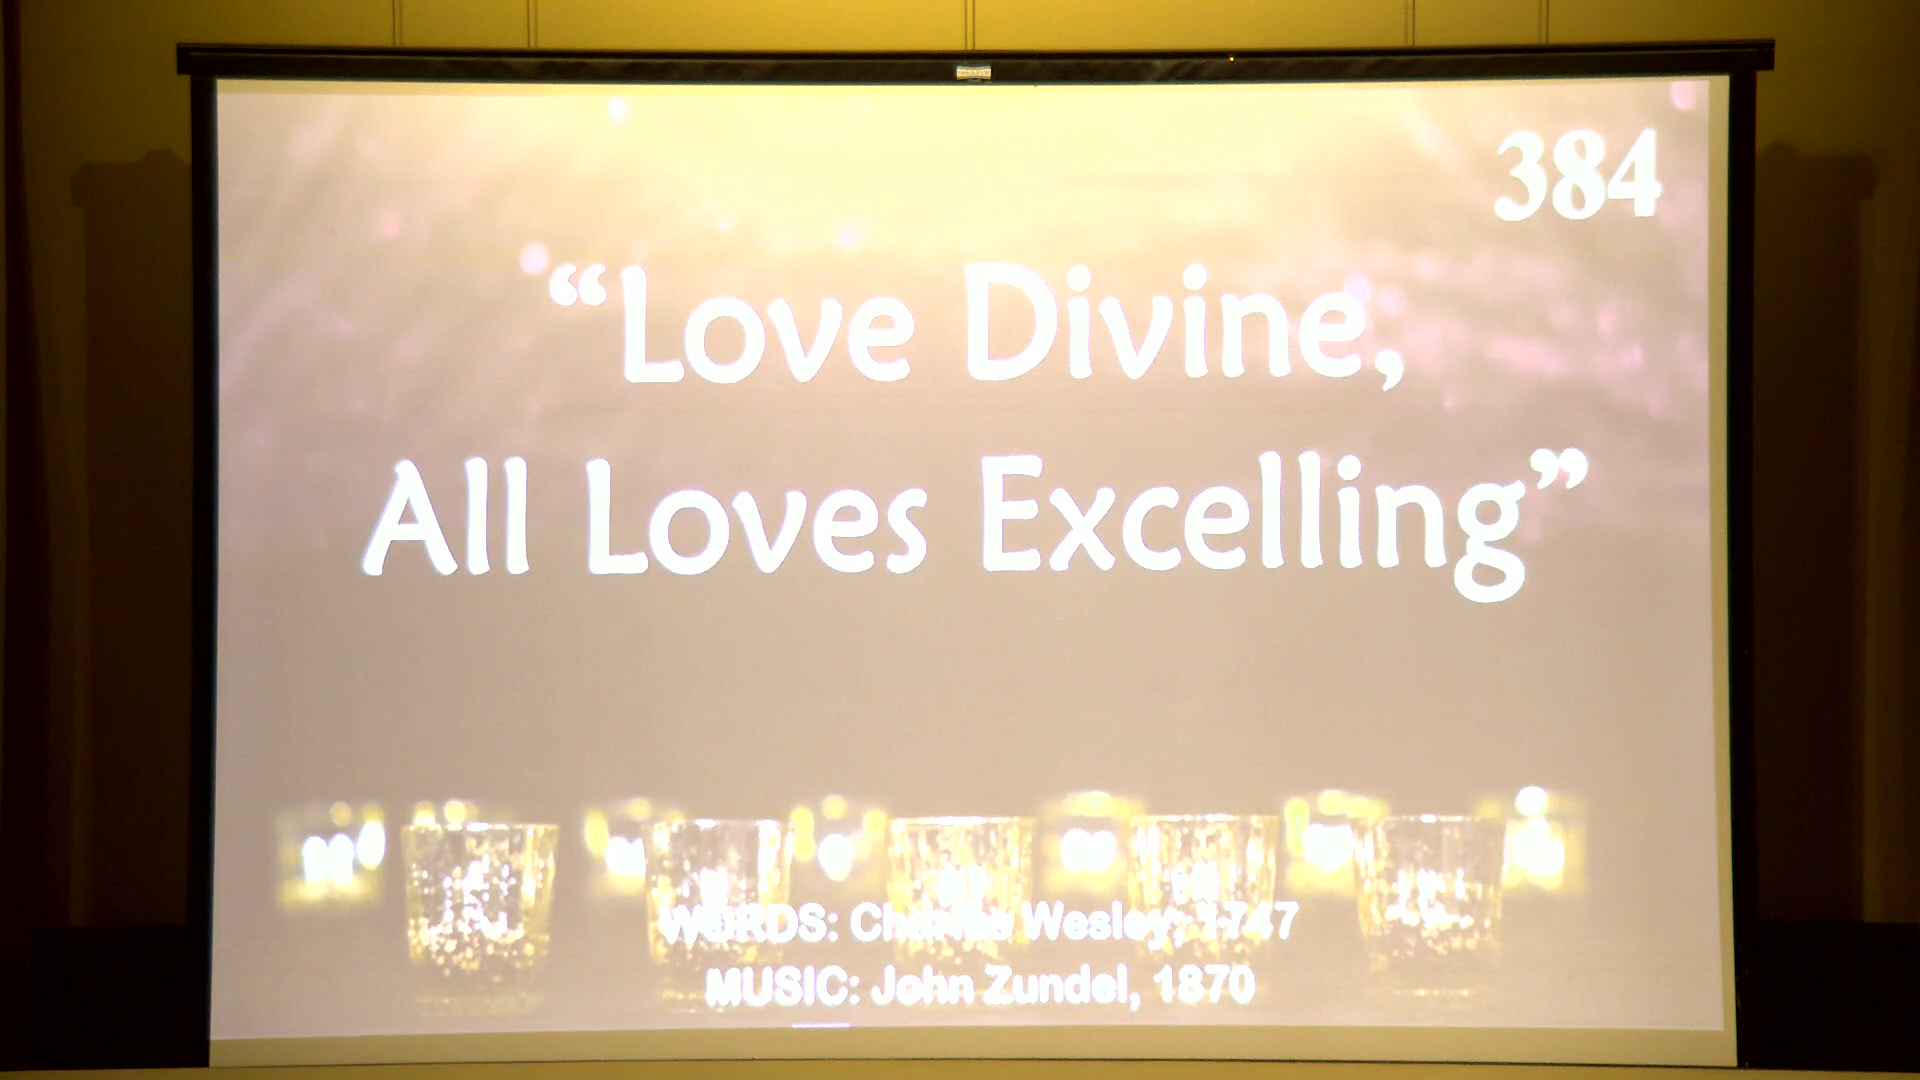 384
“Love Divine,
All Loves Excelling”
WORDS: Charles Wesley, 1747
MUSIC: John Zundel, 1870